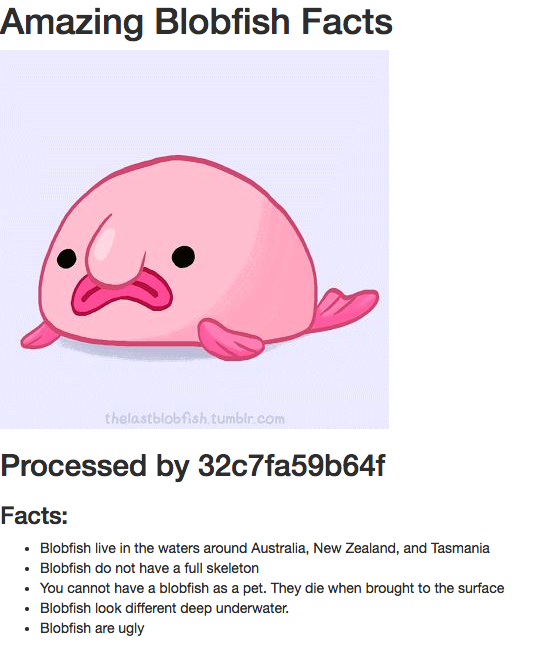 Amazing Blobfish Facts
thelastblobfish.tumblr.com
Processed by 32c7fa59b64f
Facts:
Blobfish live in the waters around Australia, New Zealand, and Tasmania
Blobfish do not have a full skeleton
You cannot have a blobfish as a pet. They die when brought to the surface
Blobfish look different deep underwater.
Blobfish are ugly